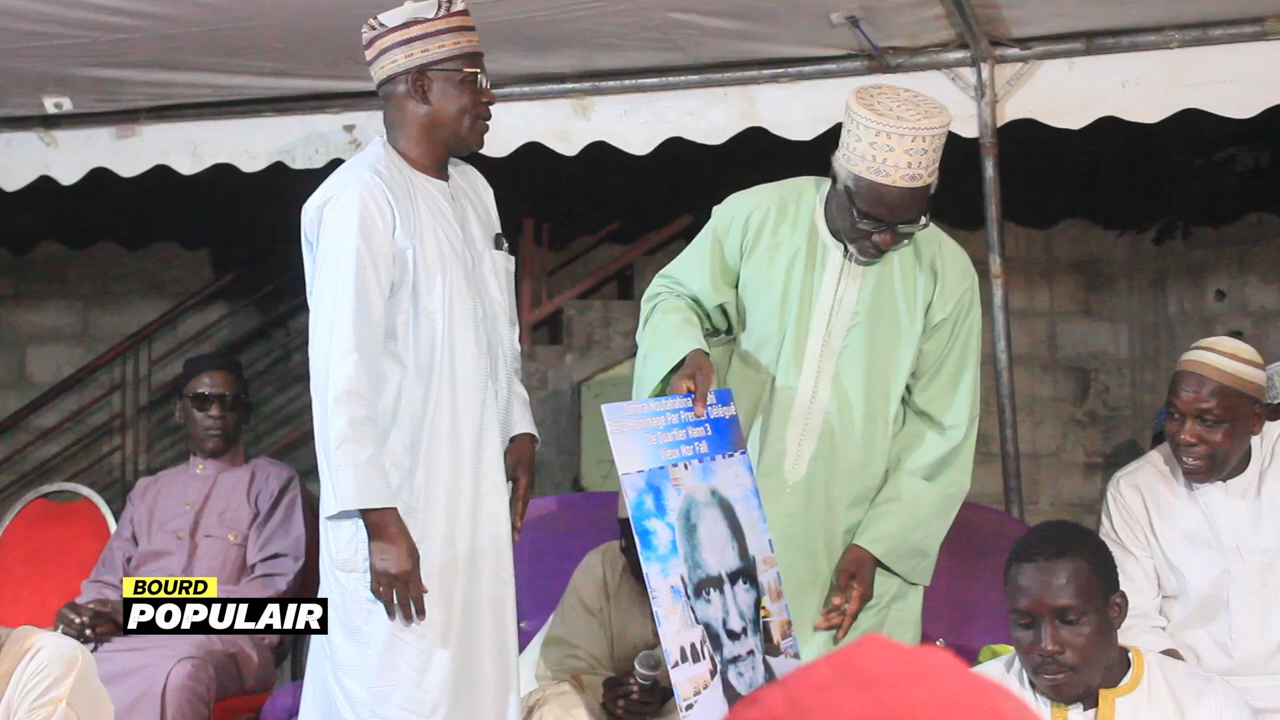 Par Premier Délégué
De Quartier Hann 3
Vieux Mor Fall
BOURD
POPULAIR